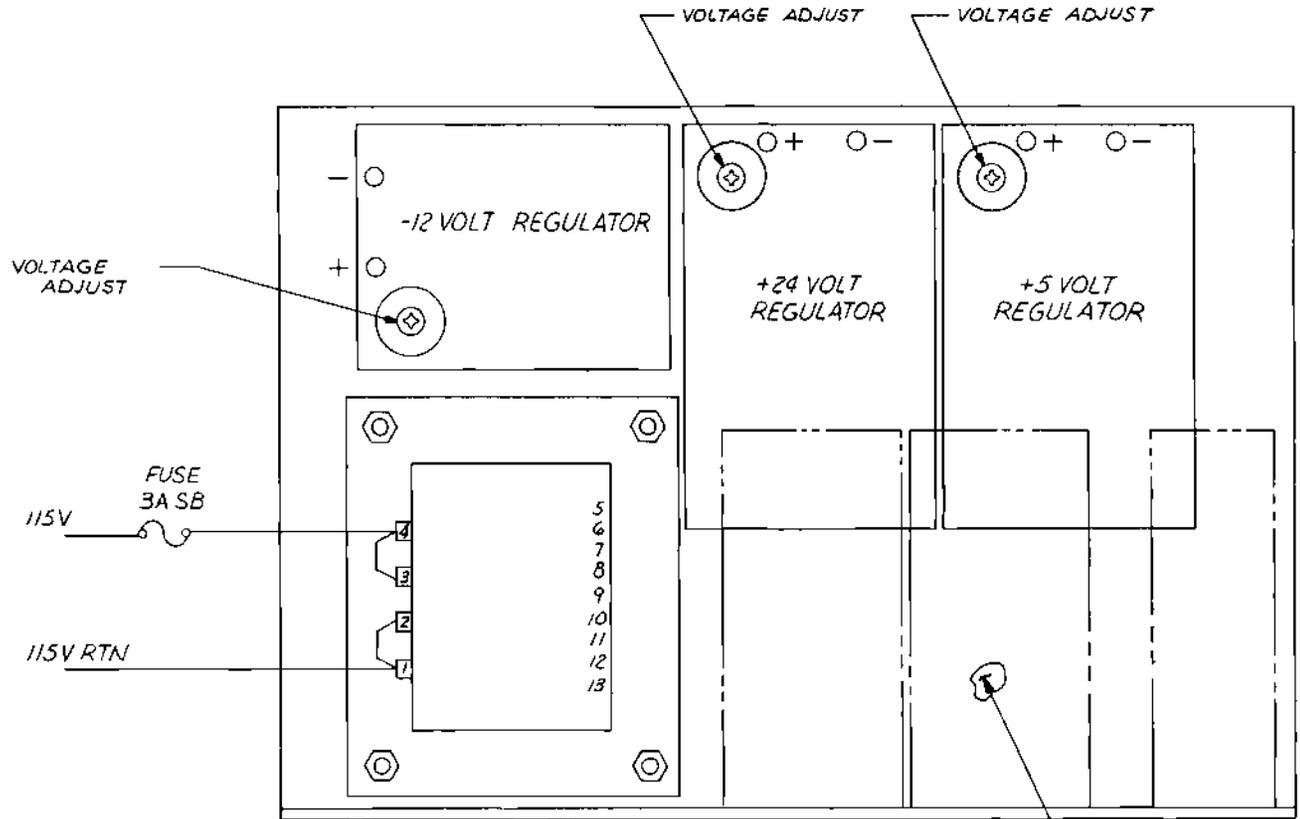 VOLTAGE ADJUST
VOLTAGE ADJUST
+ -
+ -
-
-12 VOLT REGULATOR
+
VOLTAGE
ADJUST
+24 VOLT
REGULATOR
+5 VOLT
REGULATOR
FUSE
3A SB
115V
4
3
2
1
5
6
7
8
9
10
11
12
13
115V RTN